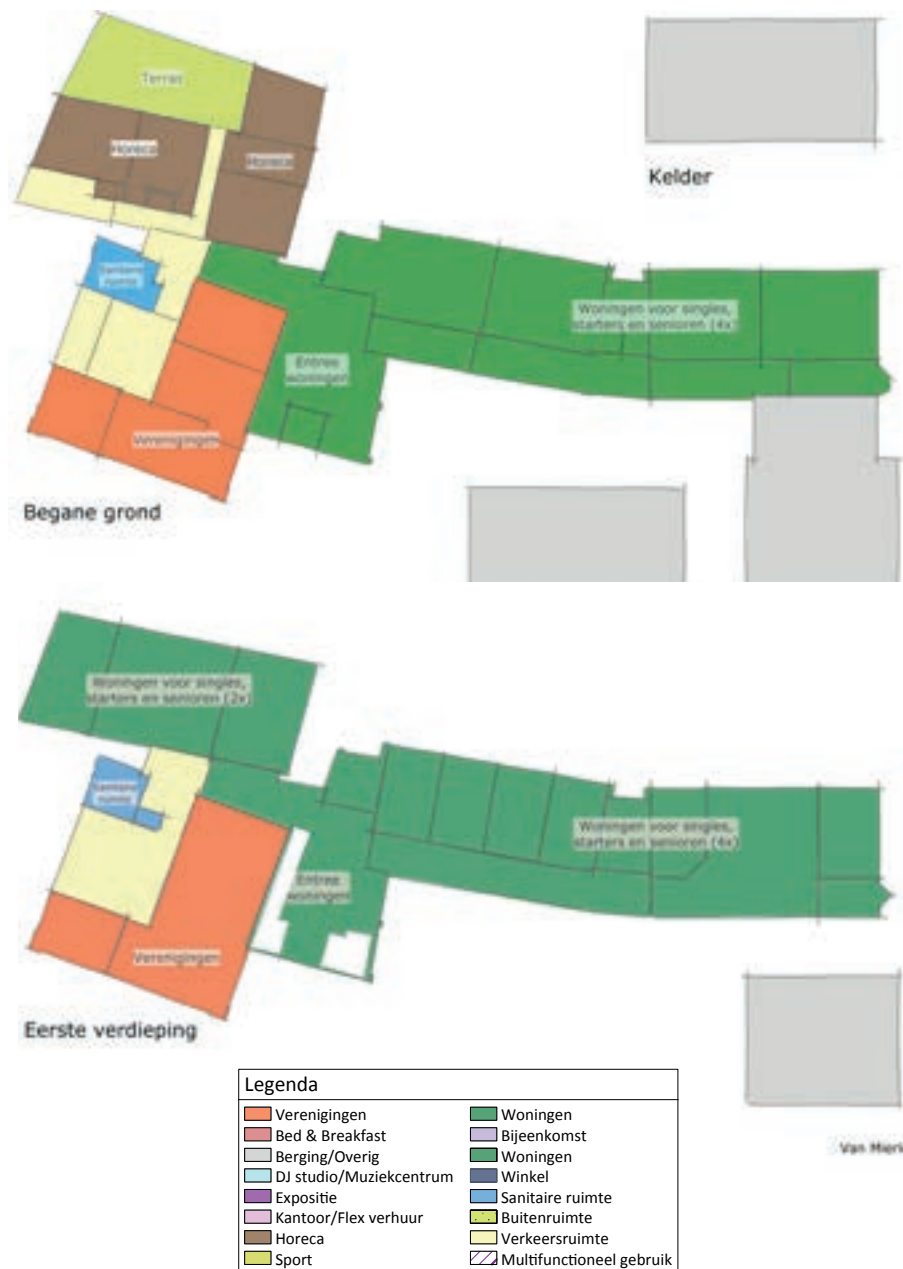 Terras
Horeca
Horeca
Kelder
Sanitaire
ruimte
Woningen voor singles,
starters en senioren (4x)
Entree
woningen
Verenigingen
Begane grond
Woningen voor singles,
starters en senioren (2x)
Sanitaire
ruimte
Woningen voor singles,
starters en senioren (4x)
Entree
woningen
Verenigingen
Eerste verdieping
Van Mierl
Legenda
Verenigingen
Woningen
Bed & Breakfast
Bijeenkomst
Berging/Overig
Woningen
DJ studio/Muziekcentrum
Winkel
Expositie
Sanitaire ruimte
Kantoor/Flex verhuur
Buitenruimte
Horeca
Verkeersruimte
Sport
Multifunctioneel gebruik